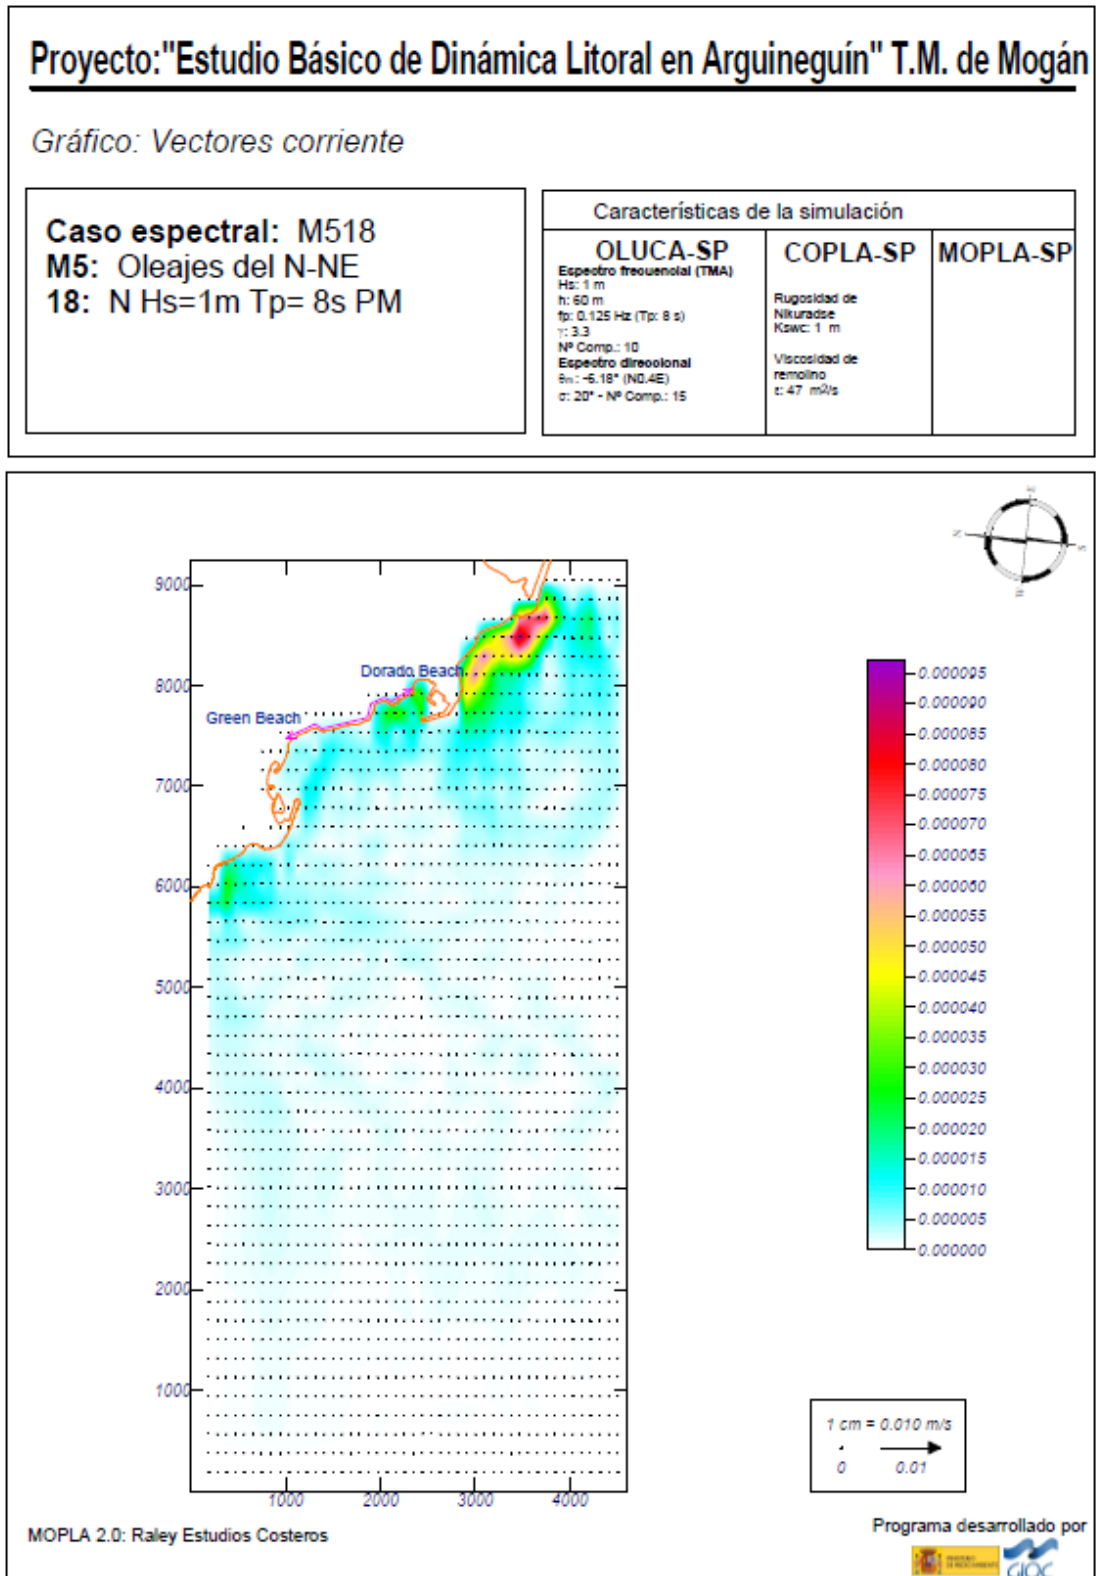 Proyecto:"Estudio Básico de Dinámica Litoral en Arguineguín" T.M. de Mogán
Gráfico: Vectores corriente
Caso espectral: M518
M5: Oleajes del N-NE
18: N Hs=1m Tp= 8s PM
Características de la simulación
OLUCA-SP
Espectro frecuencial (TMA)
Hs: 1 m
h: 60 m
fp: 0.125 Hz (Tp: 8 s)
γ: 3.3
Nº Comp.: 10
Espectro direccional
θm: -6.18° (N0.4E)
σ: 20° - Nº Comp.: 15
COPLA-SP
Rugosidad de
Nikuradse
Kswc: 1 m
Viscosidad de
remolino
ε: 47 m2/s
MOPLA-SP
N
E
S
W
9000
8000
7000
6000
5000
4000
3000
2000
1000
Dorado Beach
Green Beach
1000
2000
3000
4000
0.000095
0.000090
0.000085
0.000080
0.000075
0.000070
0.000065
0.000060
0.000055
0.000050
0.000045
0.000040
0.000035
0.000030
0.000025
0.000020
0.000015
0.000010
0.000005
0.000000
1 cm = 0.010 m/s
0
0.01
MOPLA 2.0: Raley Estudios Costeros
Programa desarrollado por
GIOC